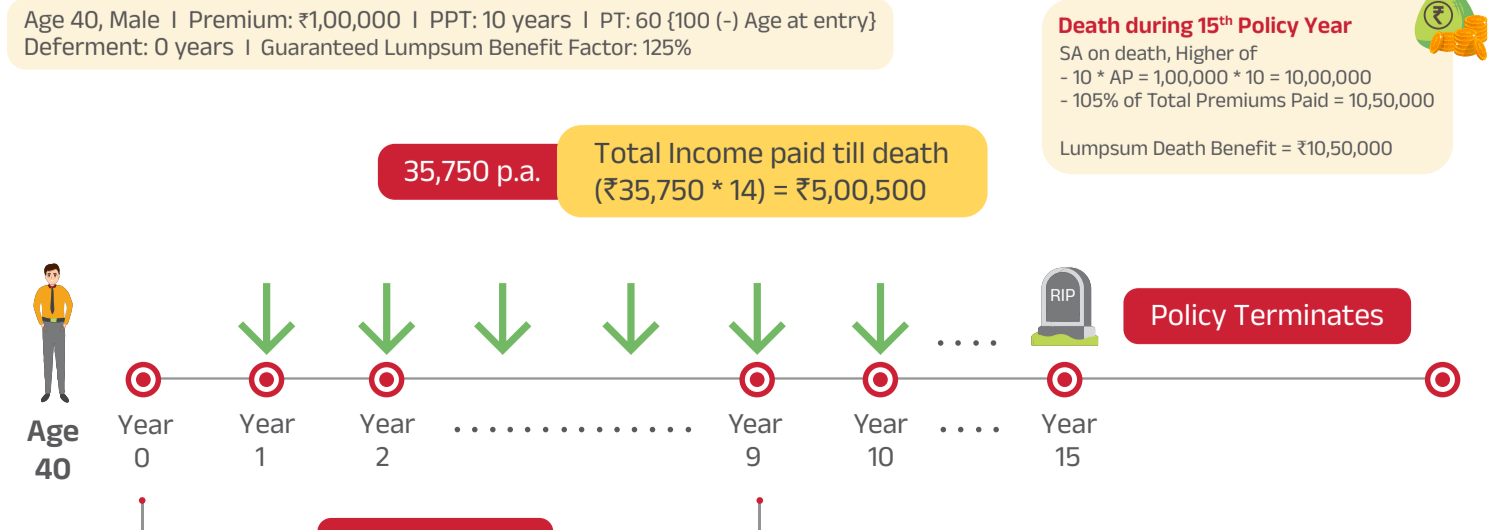 Age 40, Male I Premium: ₹1,00,000 I PPT: 10 years I PT: 60 {100 (-) Age at entry}
Deferment: 0 years I Guaranteed Lumpsum Benefit Factor: 125%
Death during 15th Policy Year
SA on death, Higher of
- 10 * AP = 1,00,000 * 10 = 10,00,000
- 105% of Total Premiums Paid = 10,50,000
Lumpsum Death Benefit = ₹10,50,000
₹
35,750 p.a.
Total Income paid till death
(₹35,750 * 14) = ₹5,00,500
RIP
Policy Terminates
Age
40
Year
0
Year
1
Year
2
..............
Year
9
Year
10
....
Year
15